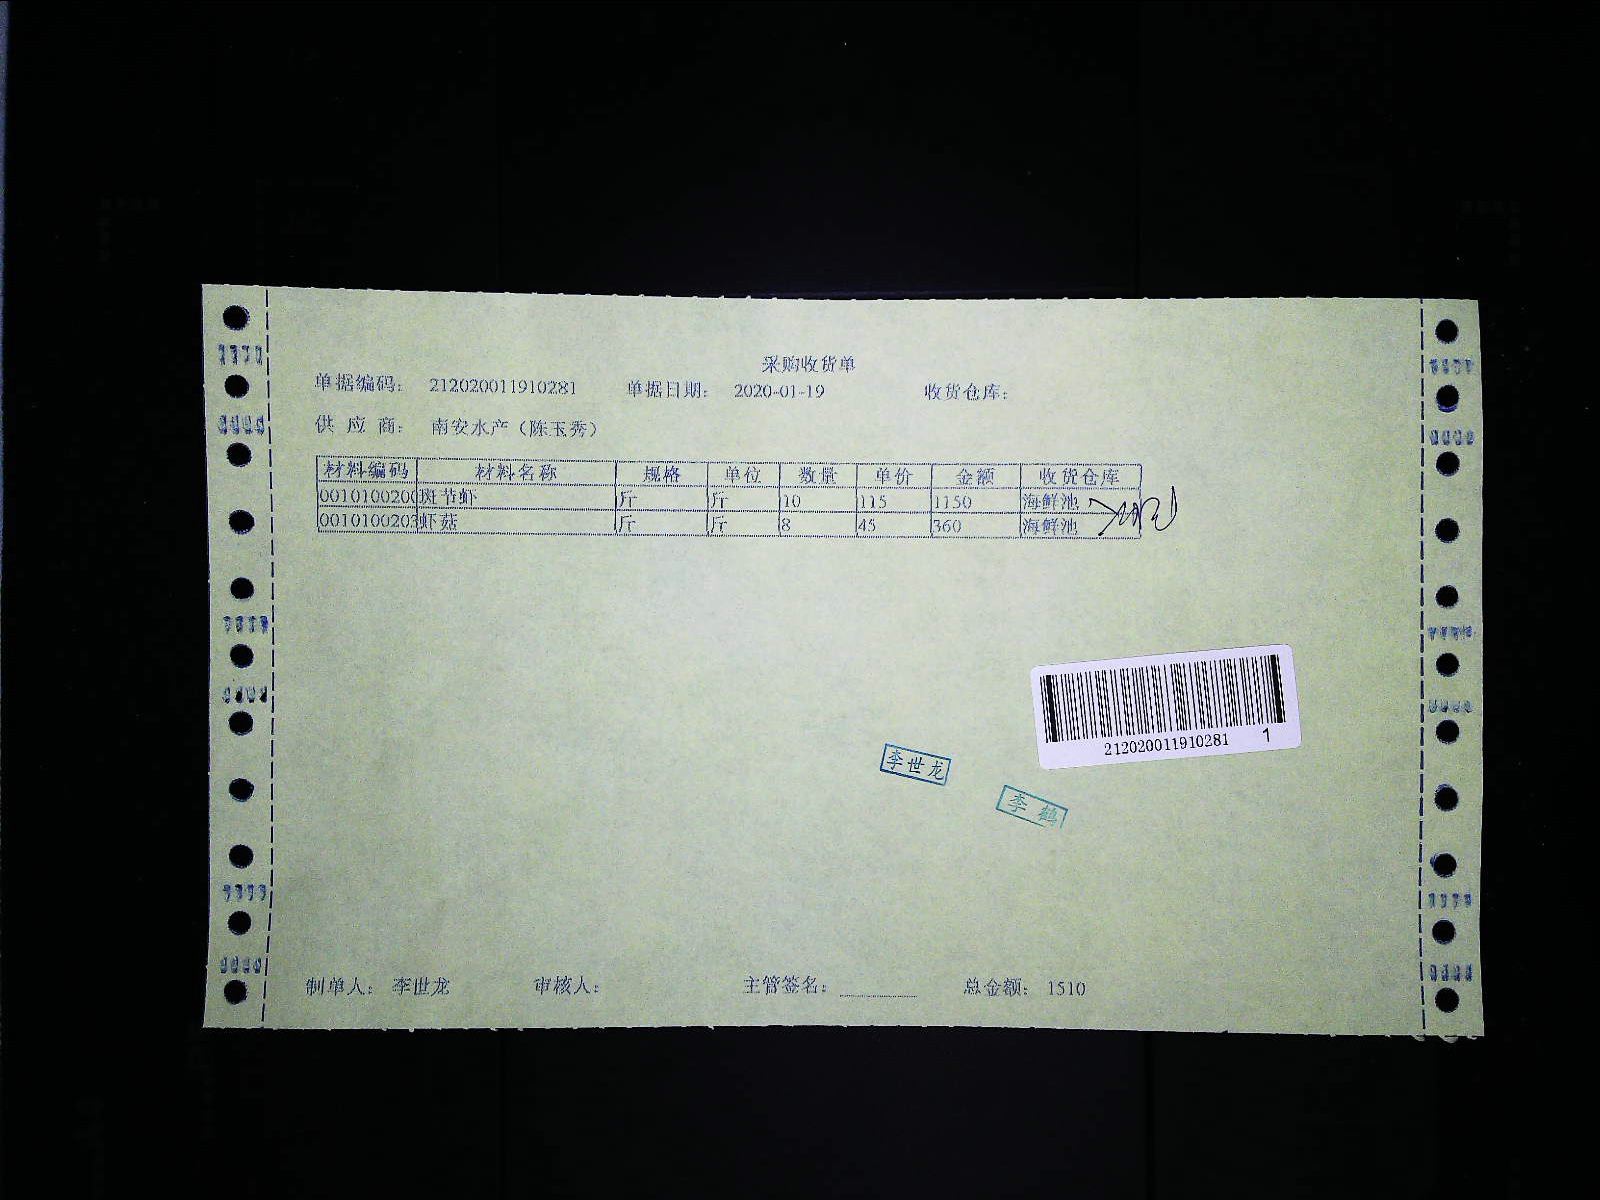 采购收货单
单据编码： 212020011910281 单据日期： 2020-01-19 收货仓库：
供 应 商： 南安水产（陈玉秀）
材料编码 材料名称 规格 单位 数量 单价 金额 收货仓库
0010100200 斑节虾 斤 斤 10 115 1150 海鲜池
0010100203 虾菇 斤 斤 8 45 360 海鲜池
212020011910281 1
李世龙
李 鹤
制单人： 李世龙 审核人： 主管签名： 总金额： 1510